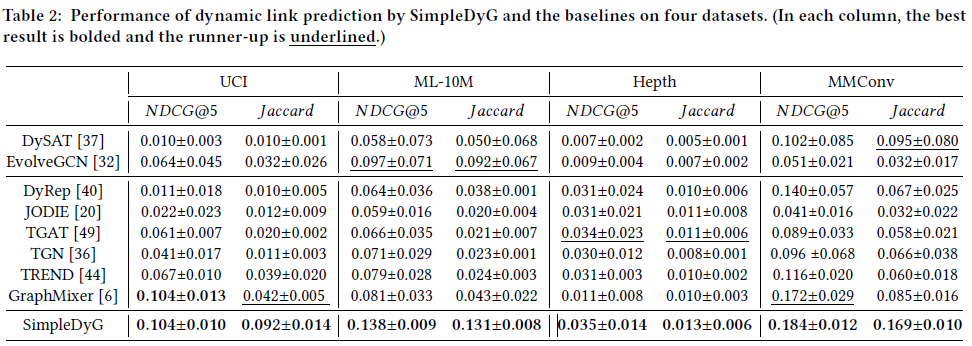 Table 2: Performance of dynamic link prediction by SimpleDyG and the baselines on four datasets. (In each column, the best
result is bolded and the runner-up is underlined.)
UCI ML-10M Hepth MMConv
NDCG@5 Jaccard NDCG@5 Jaccard NDCG@5 Jaccard NDCG@5 Jaccard
DySAT [37] 0.010±0.003 0.010±0.001 0.058±0.073 0.050±0.068 0.007±0.002 0.005±0.001 0.102±0.085 0.095±0.080
EvolveGCN [32] 0.064±0.045 0.032±0.026 0.097±0.071 0.092±0.067 0.009±0.004 0.007±0.002 0.051±0.021 0.032±0.017
DyRep [40] 0.011±0.018 0.010±0.005 0.064±0.036 0.038±0.001 0.031±0.024 0.010±0.006 0.140±0.057 0.067±0.025
JODIE [20] 0.022±0.023 0.012±0.009 0.059±0.016 0.020±0.004 0.031±0.021 0.011±0.008 0.041±0.016 0.032±0.022
TGAT [49] 0.061±0.007 0.020±0.002 0.066±0.035 0.021±0.007 0.034±0.023 0.011±0.006 0.089±0.033 0.058±0.021
TGN [36] 0.041±0.017 0.011±0.003 0.071±0.029 0.023±0.001 0.030±0.012 0.008±0.001 0.096 ±0.068 0.066±0.038
TREND [44] 0.067±0.010 0.039±0.020 0.079±0.028 0.024±0.003 0.031±0.003 0.010±0.002 0.116±0.020 0.060±0.018
GraphMixer [6] 0.104±0.013 0.042±0.005 0.081±0.033 0.043±0.022 0.011±0.008 0.010±0.003 0.172±0.029 0.085±0.016
SimpleDyG 0.104±0.010 0.092±0.014 0.138±0.009 0.131±0.008 0.035±0.014 0.013±0.006 0.184±0.012 0.169±0.010